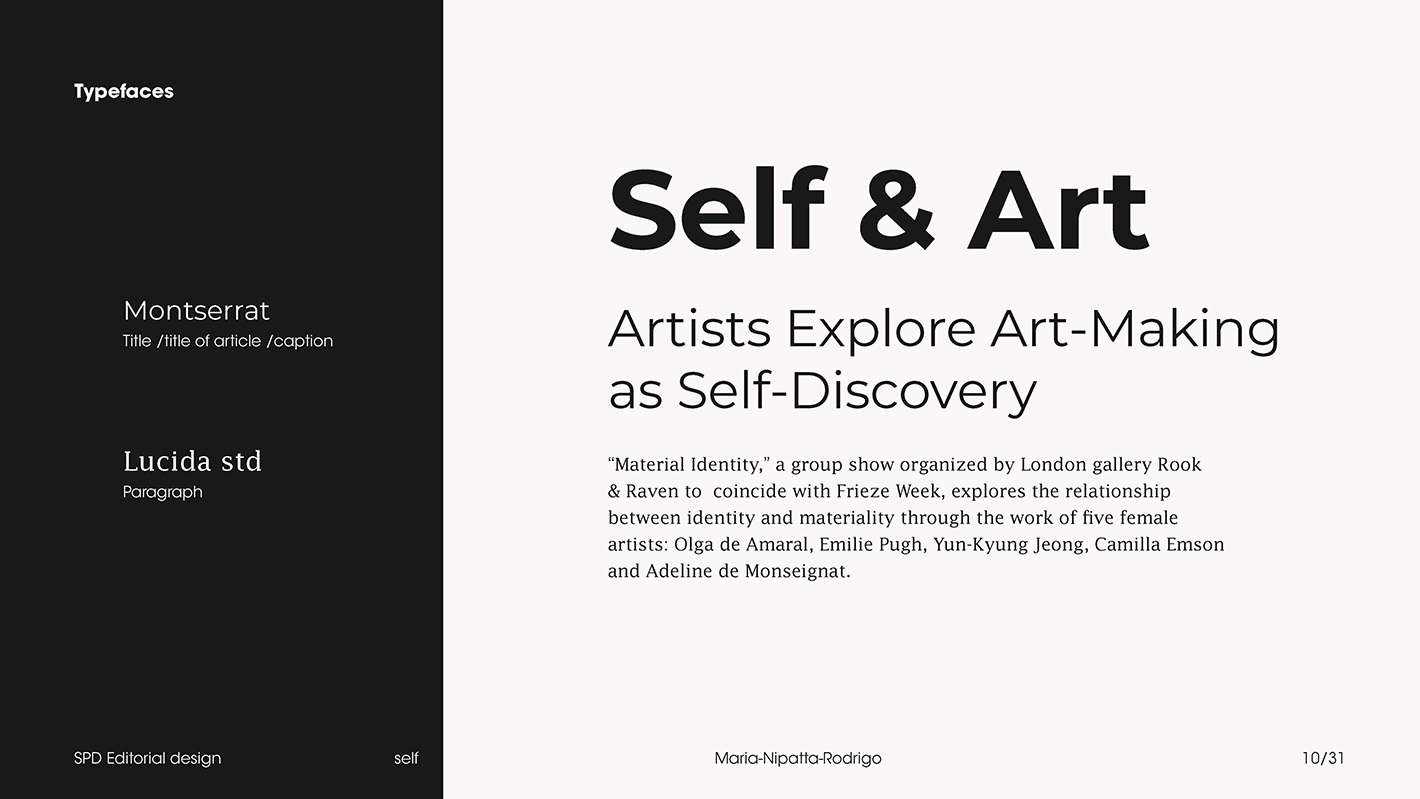 Typefaces
Montserrat
Title /title of article /caption
Lucida std
Paragraph
Self & Art
Artists Explore Art-Making
as Self-Discovery
“Material Identity,” a group show organized by London gallery Rook
& Raven to  coincide with Frieze Week, explores the relationship
between identity and materiality through the work of five female
artists: Olga de Amaral, Emilie Pugh, Yun-Kyung Jeong, Camilla Emson
and Adeline de Monseignat.
SPD Editorial design
self
Maria-Nipatta-Rodrigo
10/31